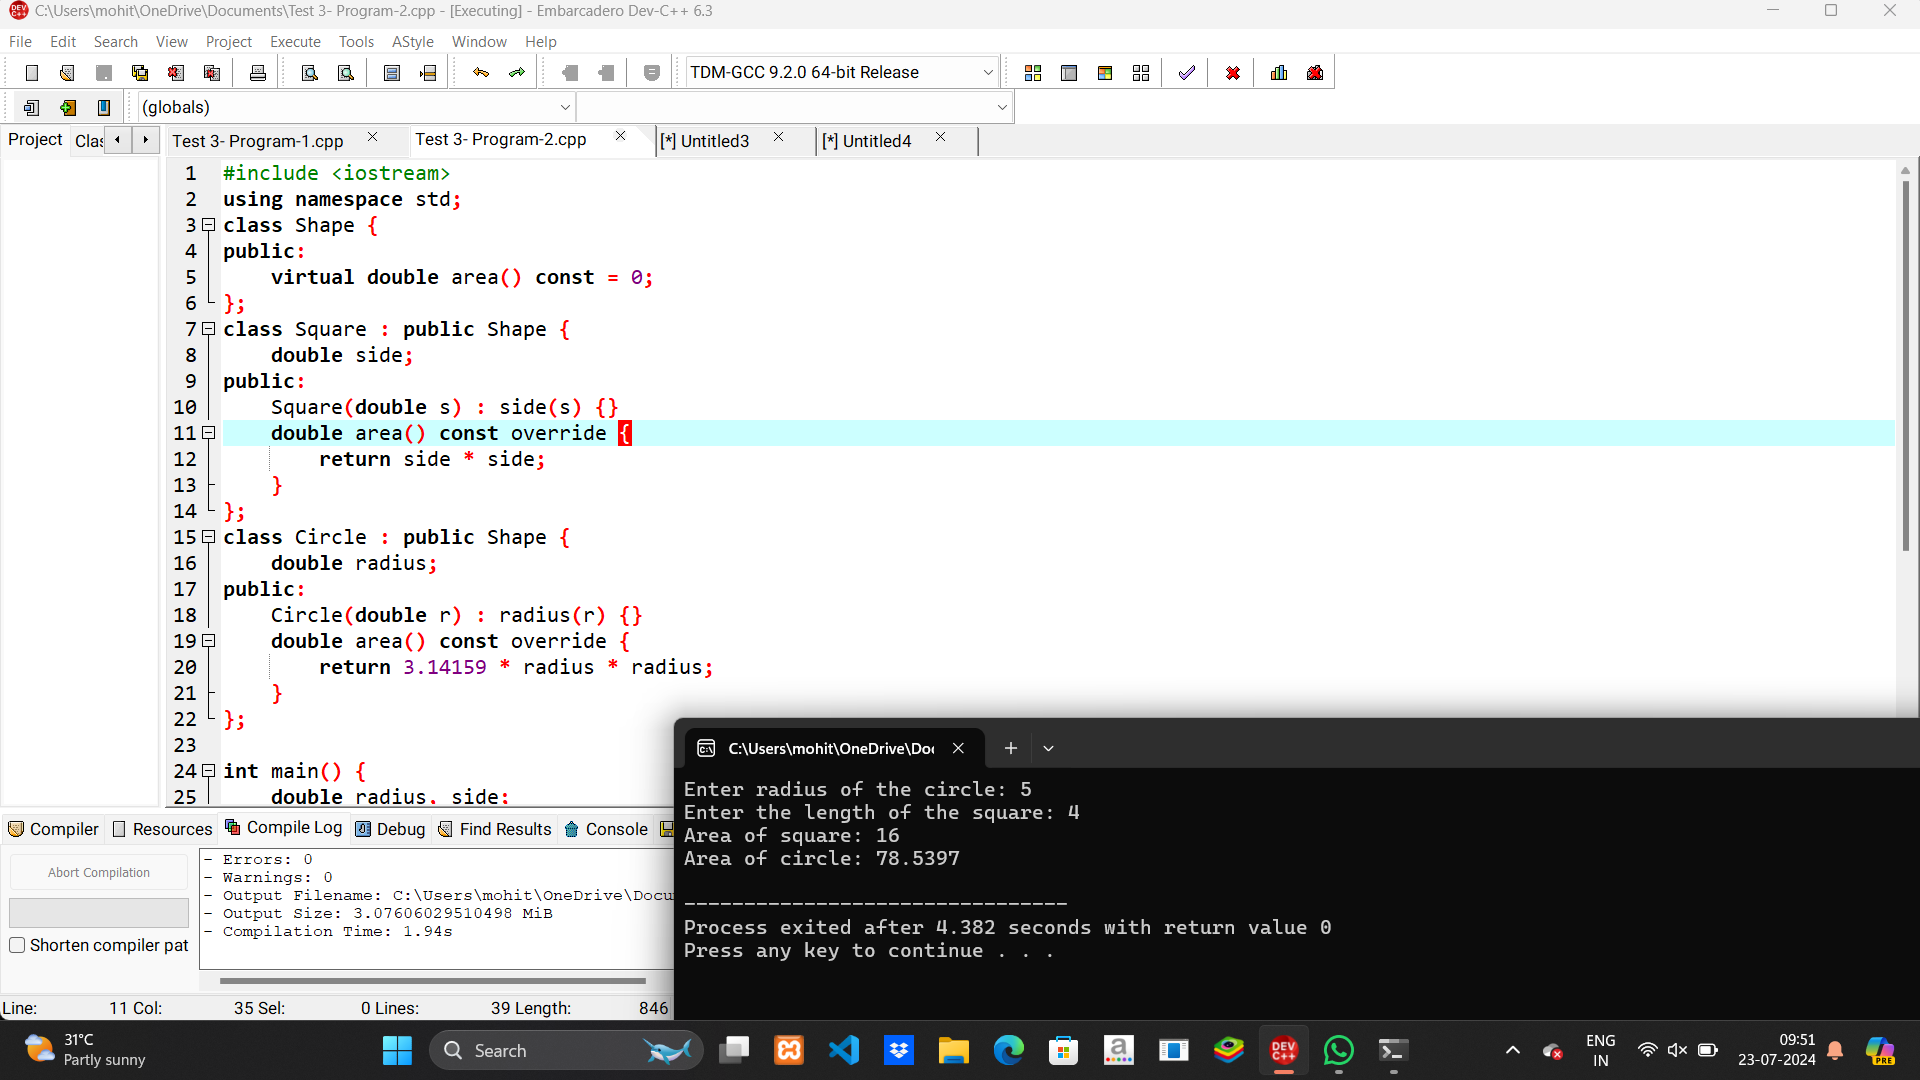 C:\Users\mohit\OneDrive\Documents\Test 3- Program-2.cpp - [Executing] - Embarcadero Dev-C++ 6.3
File Edit Search View Project Execute Tools AStyle Window Help
TDM-GCC 9.2.0 64-bit Release
(globals)
Project Clas Test 3- Program-1.cpp Test 3- Program-2.cpp [*] Untitled3 [*] Untitled4
1 #include <iostream>
2 using namespace std;
3 class Shape {
4 public:
5 virtual double area() const = 0;
6 };
7 class Square : public Shape {
8 double side;
9 public:
10 Square(double s) : side(s) {}
11 double area() const override {
12 return side * side;
13 }
14 };
15 class Circle : public Shape {
16 double radius;
17 public:
18 Circle(double r) : radius(r) {}
19 double area() const override {
20 return 3.14159 * radius * radius;
21 }
22 };
23
24 int main() {
25 double radius, side;
C:\Users\mohit\OneDrive\Doc
Enter radius of the circle: 5
Enter the length of the square: 4
Area of square: 16
Area of circle: 78.5397
--------------------------------
Process exited after 4.382 seconds with return value 0
Press any key to continue . . .
Compiler Resources Compile Log Debug Find Results Console
Abort Compilation
Shorten compiler pat
- Errors: 0
- Warnings: 0
- Output Filename: C:\Users\mohit\OneDrive\Docu
- Output Size: 3.07606029510498 MiB
- Compilation Time: 1.94s
Line: 11 Col: 35 Sel: 0 Lines: 39 Length: 846
31°C
Partly sunny
Search
DEV C++
ENG
IN
09:51
23-07-2024
PRE